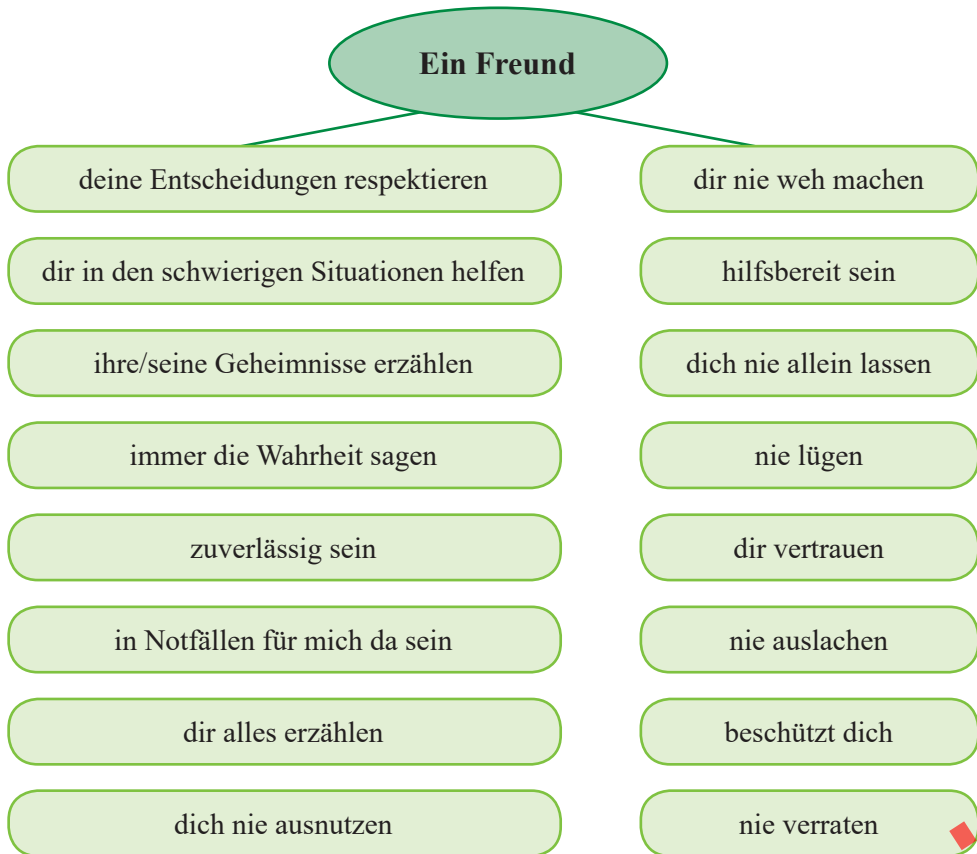 Ein Freund
deine Entscheidungen respektieren
dir nie weh machen
dir in den schwierigen Situationen helfen
hilfsbereit sein
ihre/seine Geheimnisse erzählen
dich nie allein lassen
immer die Wahrheit sagen
nie lügen
zuverlässig sein
dir vertrauen
in Notfällen für mich da sein
nie auslachen
dir alles erzählen
beschützt dich
dich nie ausnutzen
nie verraten